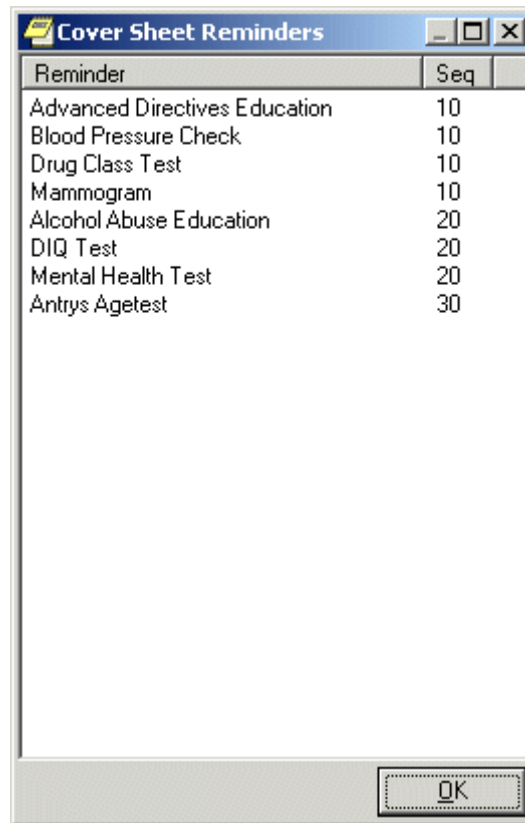 Cover Sheet Reminders
Reminder Seq
Advanced Directives Education 10
Blood Pressure Check 10
Drug Class Test 10
Mammogram 10
Alcohol Abuse Education 20
DIQ Test 20
Mental Health Test 20
Antrys Agetest 30
OK